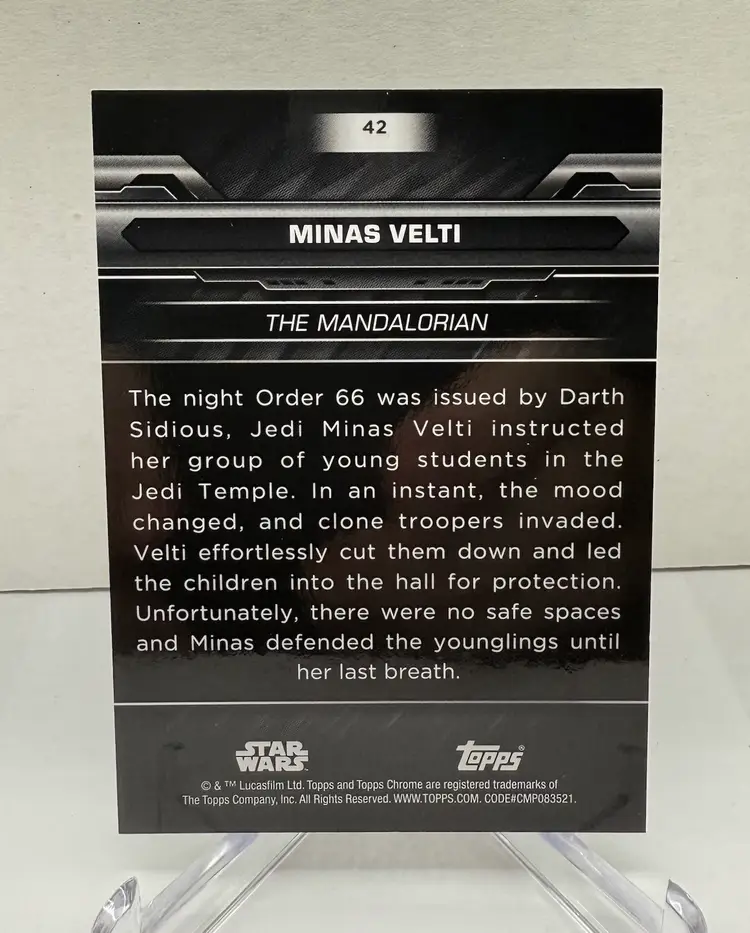 42
MINAS VELTI
THE MANDALORIAN
The night Order 66 was issued by Darth
Sidious, Jedi Minas Velti instructed
her group of young students in the
Jedi Temple. In an instant, the mood
changed, and clone troopers invaded.
Velti effortlessly cut them down and led
the children into the hall for protection.
Unfortunately, there were no safe spaces
and Minas defended the younglings until
her last breath.
STAR
WARS
topps®
© & ™ Lucasfilm Ltd. Topps and Topps Chrome are registered trademarks of
The Topps Company, Inc. All Rights Reserved. WWW.TOPPS.COM. CODE#CMP083521.